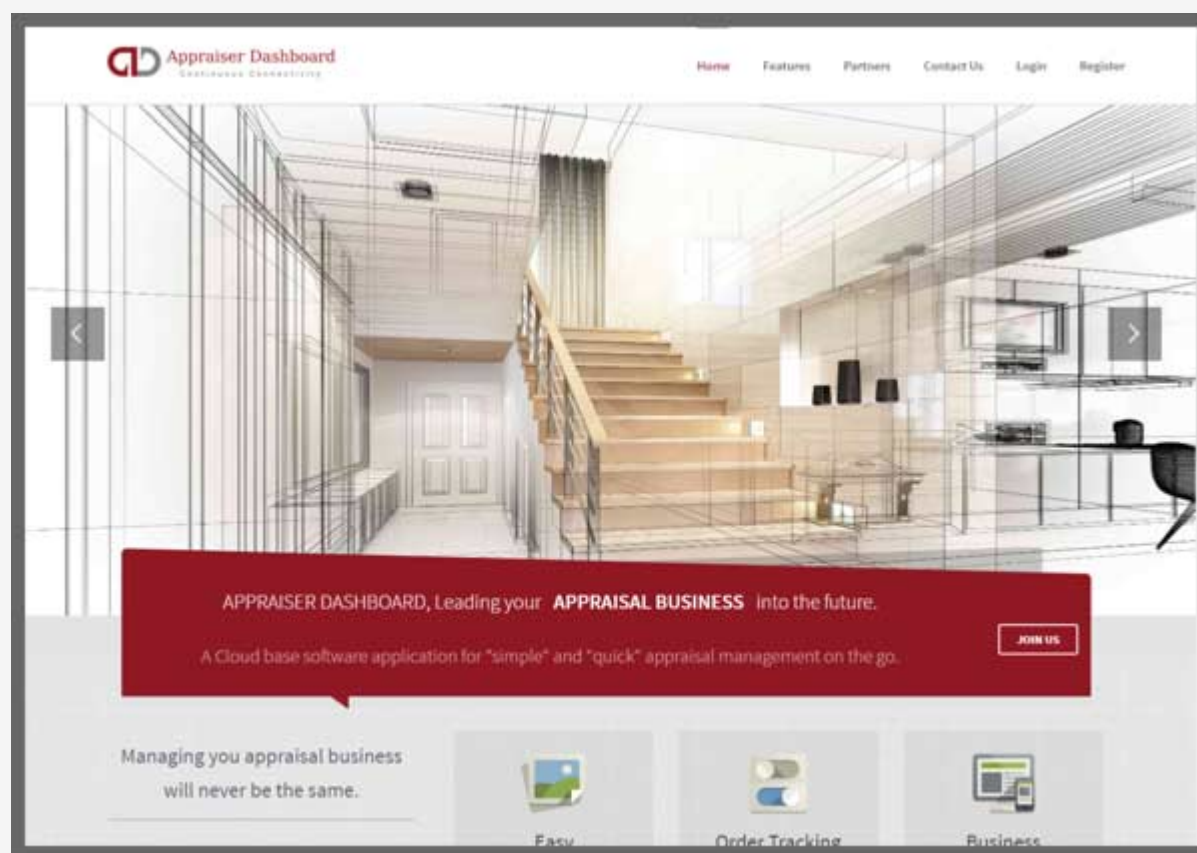 Appraiser Dashboard
Continuous Connectivity
Home Features Partners Contact Us Login Register
APPRAISER DASHBOARD, Leading your APPRAISAL BUSINESS into the future.
A Cloud base software application for "simple" and "quick" appraisal management on the go.
JOIN US
Managing you appraisal business
will never be the same.
Easy
Order Tracking
Business